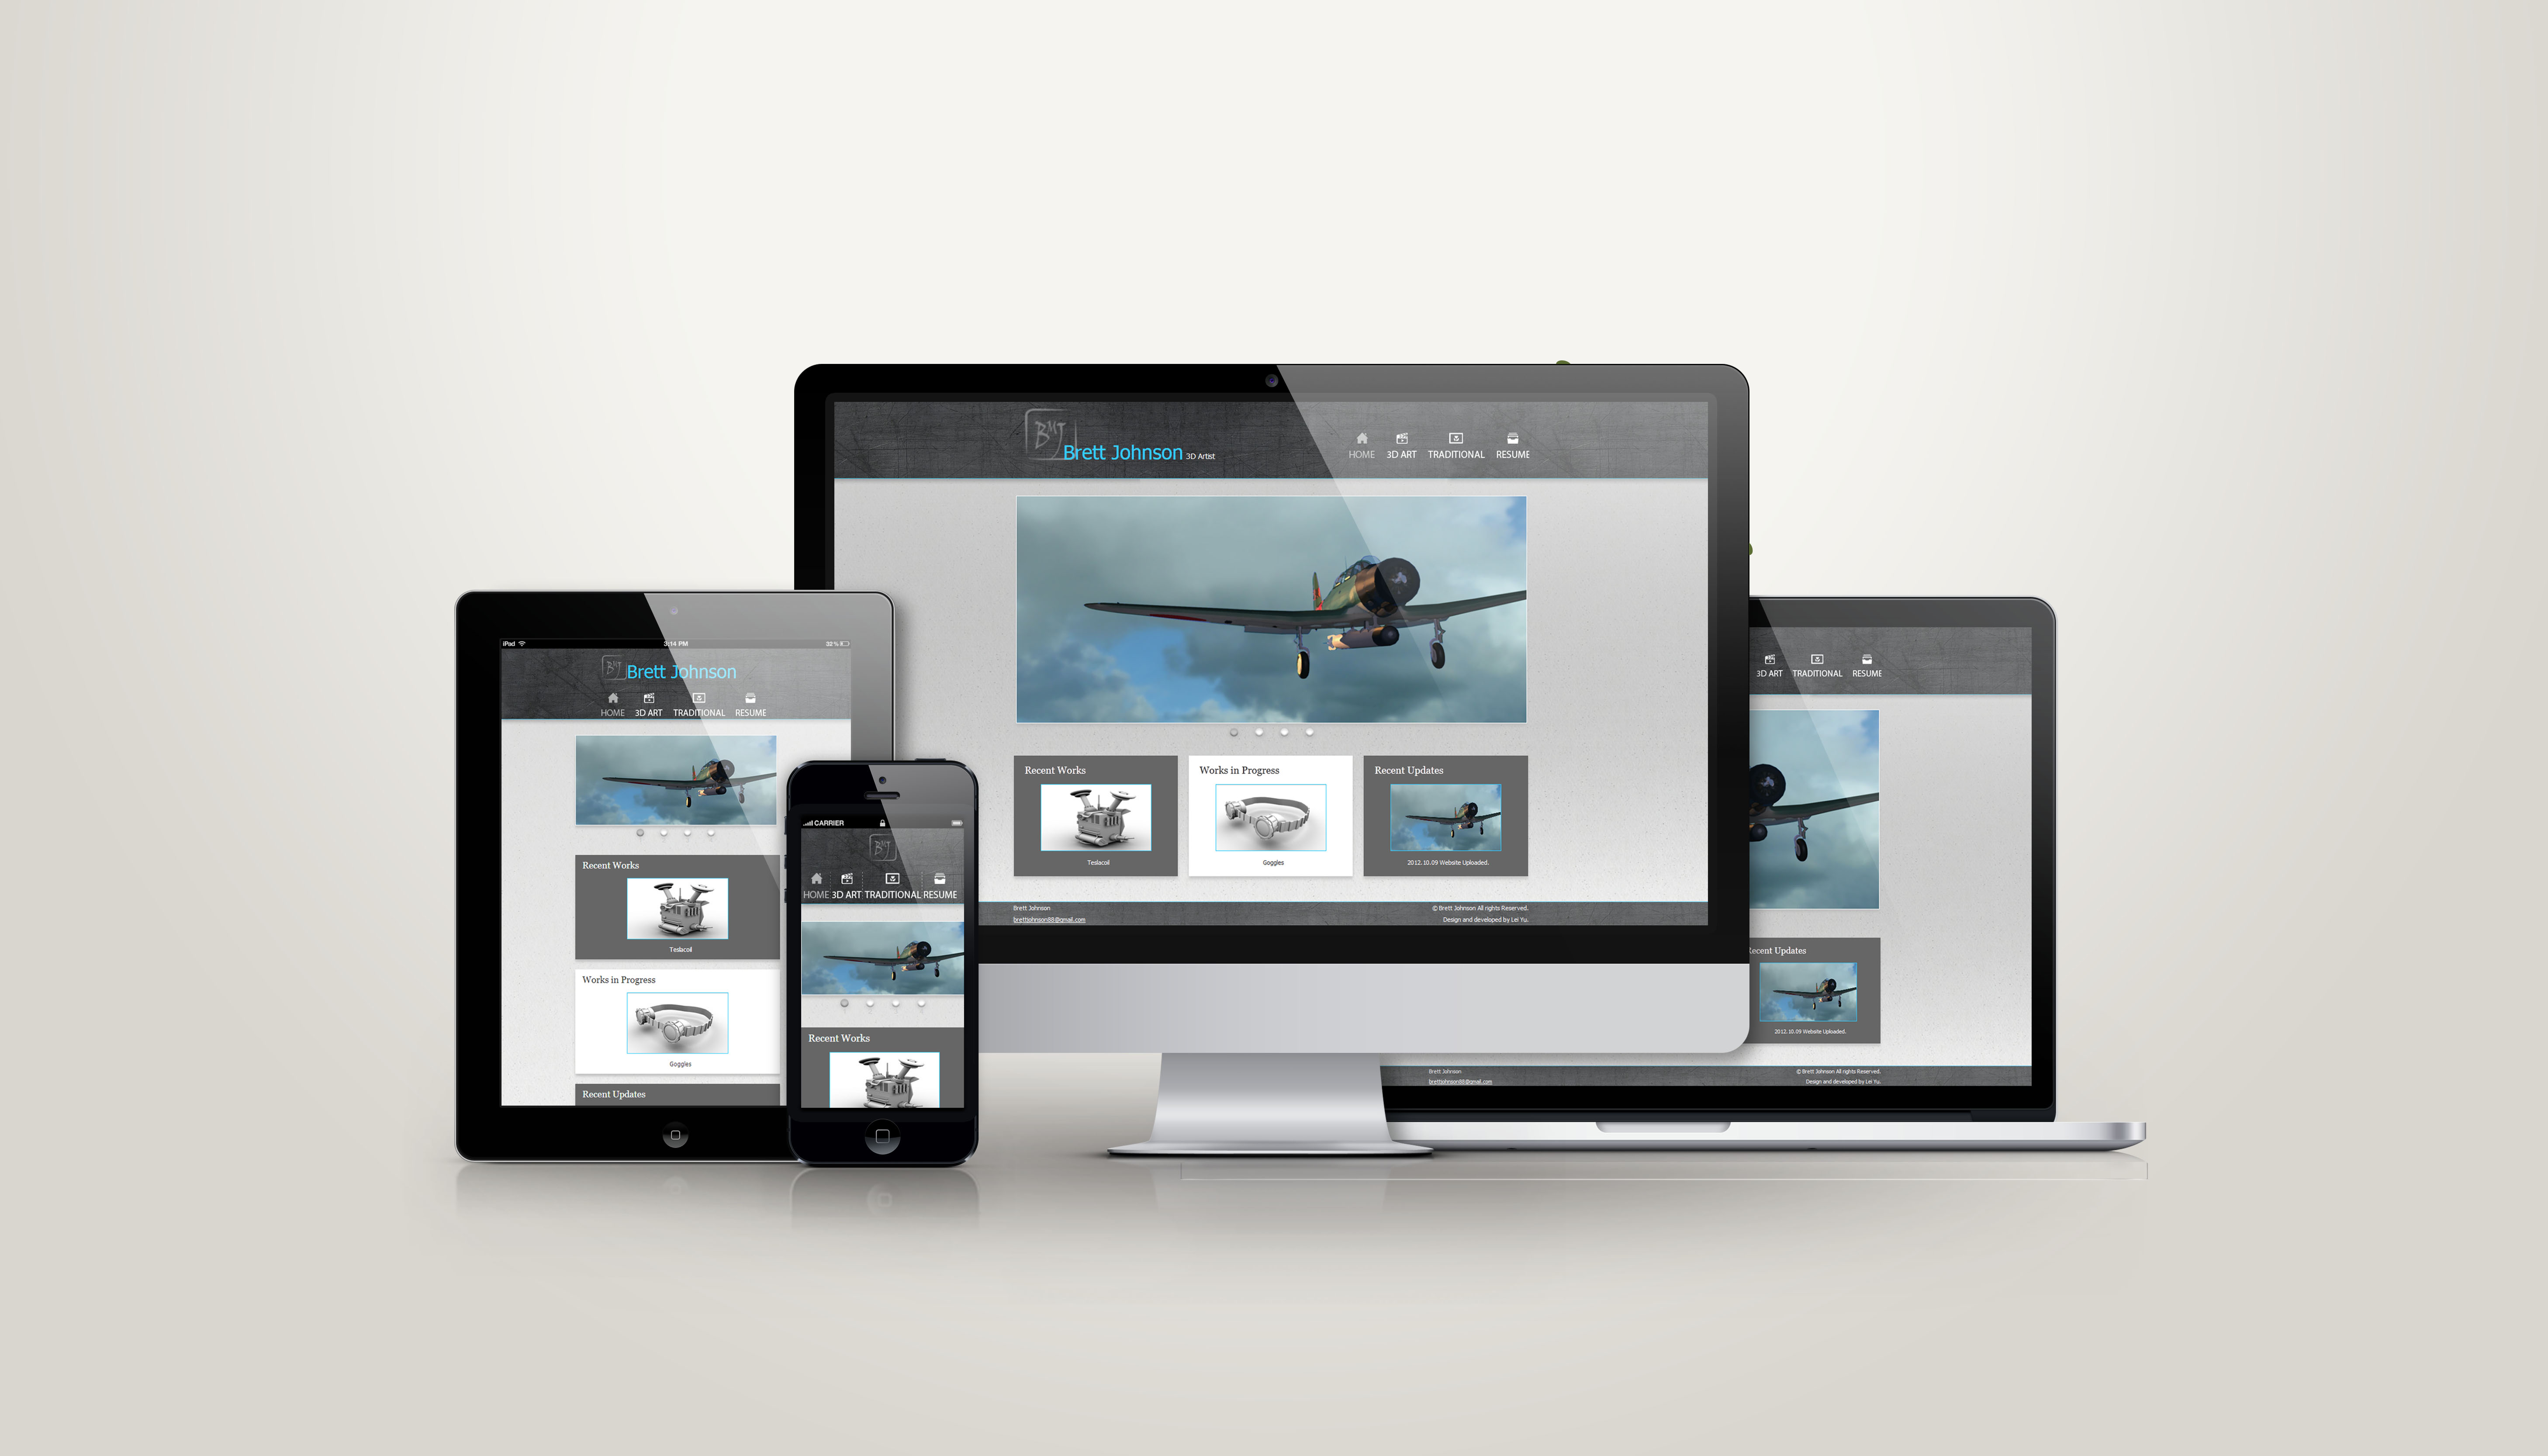 BMJ
Brett Johnson 3D Artist
HOME 3D ART TRADITIONAL RESUME
Recent Works
Teslacoil
Works in Progress
Goggles
Recent Updates
2012.10.09 Website Uploaded.
Brett Johnson
brettjohnson88@gmail.com
© Brett Johnson All rights Reserved.
Design and developed by Lei Yu.
iPad 3:14 PM 32%
BMJ
Brett Johnson
HOME 3D ART TRADITIONAL RESUME
Recent Works
Teslacoil
Works in Progress
Goggles
Recent Updates
CARRIER
BMJ
HOME 3D ART TRADITIONAL RESUME
Recent Works
3D ART TRADITIONAL RESUME
ecent Updates
2012.10.09 Website Uploaded.
Brett Johnson
brettjohnson88@gmail.com
© Brett Johnson All rights Reserved.
Design and developed by Lei Yu.